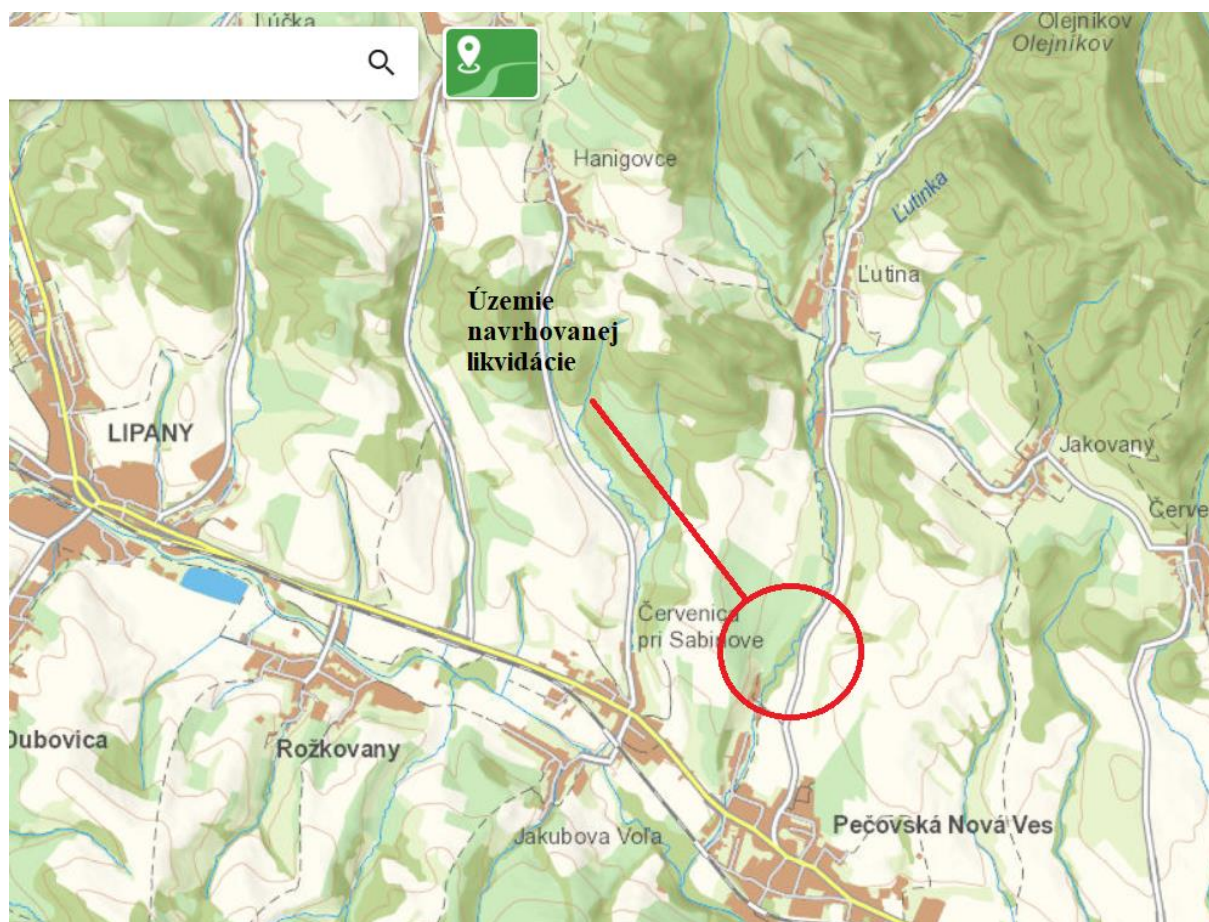 Lúčka
Olejníkov
Olejníkov
Hanigovce
Ľutinka
Ľutina
Územie
navrhovanej
likvidácie
LIPANY
Jakovany
Červe
Červenica
pri Sabinove
Dubovica
Rožkovany
Jakubova Voľa
Pečovská Nová Ves